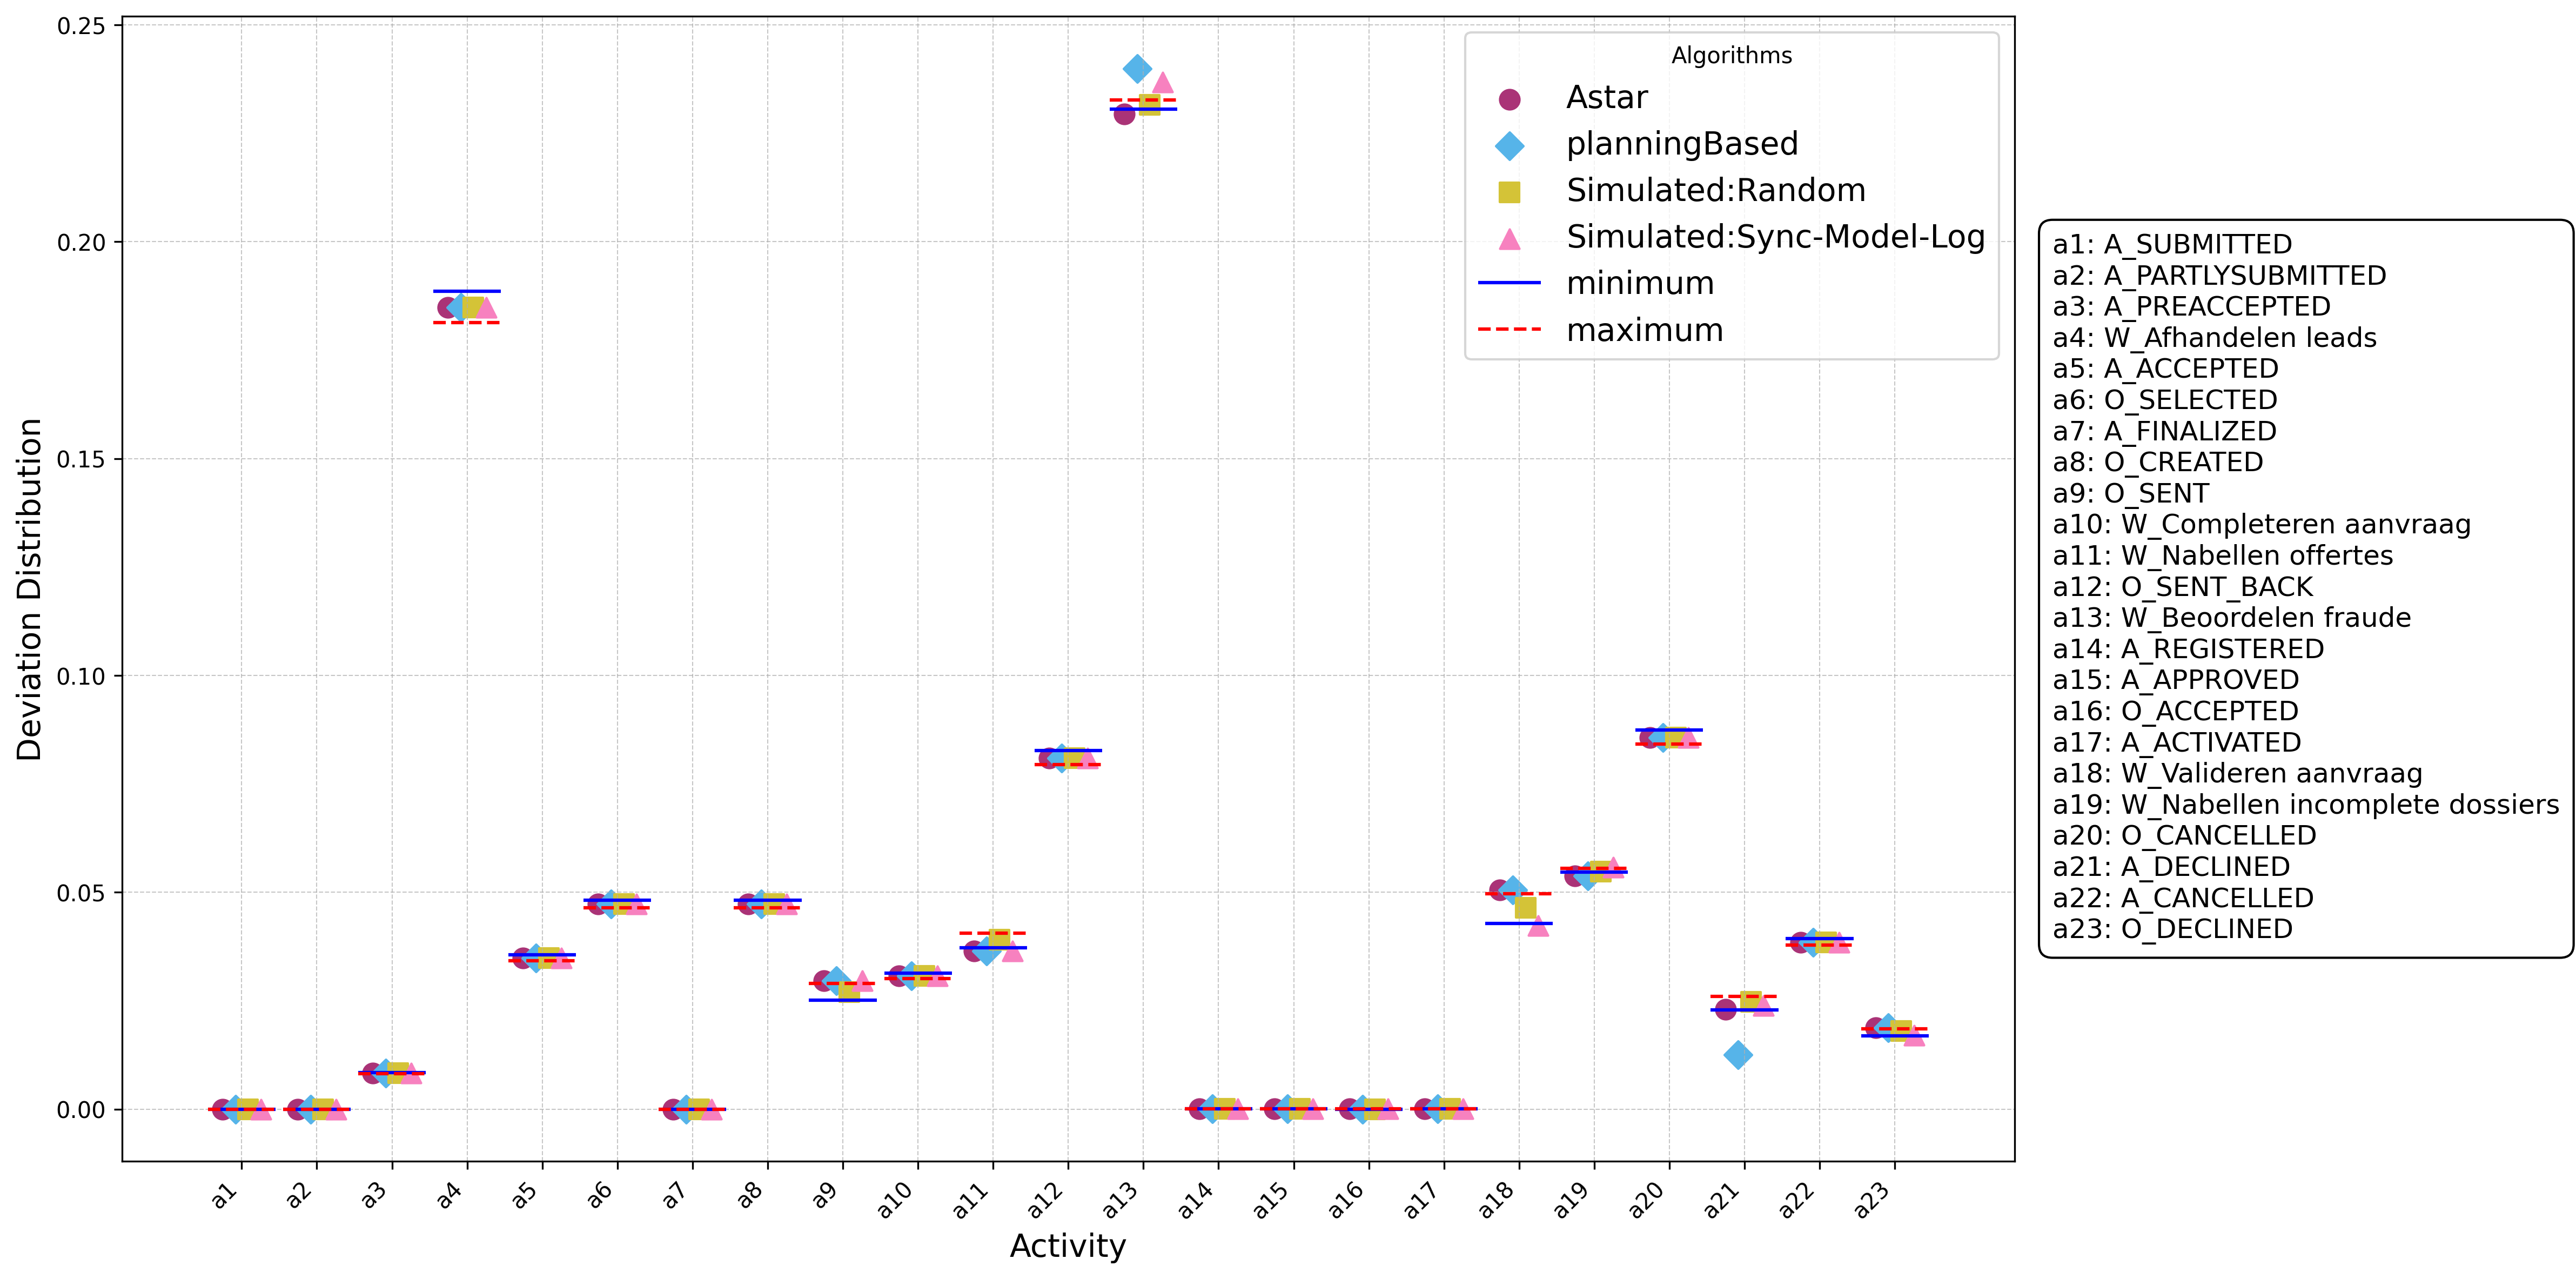 Algorithms
Astar
planningBased
Simulated:Random
Simulated:Sync-Model-Log
minimum
maximum
0.25
0.20
0.15
0.10
0.05
0.00
Deviation Distribution
a1
a2
a3
a4
a5
a6
a7
a8
a9
a10
a11
a12
a13
a14
a15
a16
a17
a18
a19
a20
a21
a22
a23
Activity
a1: A_SUBMITTED
a2: A_PARTLYSUBMITTED
a3: A_PREACCEPTED
a4: W_Afhandelen leads
a5: A_ACCEPTED
a6: O_SELECTED
a7: A_FINALIZED
a8: O_CREATED
a9: O_SENT
a10: W_Completeren aanvraag
a11: W_Nabellen offertes
a12: O_SENT_BACK
a13: W_Beoordelen fraude
a14: A_REGISTERED
a15: A_APPROVED
a16: O_ACCEPTED
a17: A_ACTIVATED
a18: W_Valideren aanvraag
a19: W_Nabellen incomplete dossiers
a20: O_CANCELLED
a21: A_DECLINED
a22: A_CANCELLED
a23: O_DECLINED